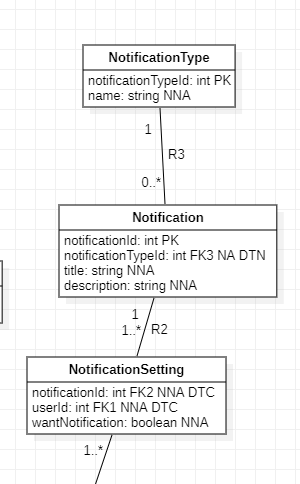 NotificationType
notificationTypeId: int PK
name: string NNA
1
R3
0..*
Notification
notificationId: int PK
notificationTypeId: int FK3 NA DTN
title: string NNA
description: string NNA
1
1..*
R2
NotificationSetting
notificationId: int FK2 NNA DTC
userId: int FK1 NNA DTC
wantNotification: boolean NNA
1..*